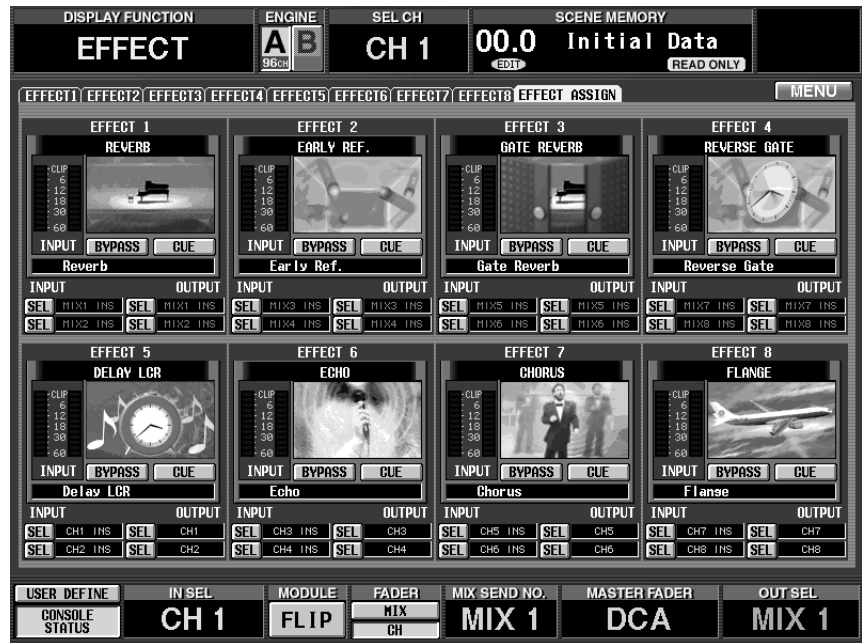 DISPLAY FUNCTION ENGINE SEL CH SCENE MEMORY
EFFECT A B CH 1 00.0 Initial Data
96CH EDIT READ ONLY
EFFECT1 EFFECT2 EFFECT3 EFFECT4 EFFECT5 EFFECT6 EFFECT7 EFFECT8 EFFECT ASSIGN MENU
EFFECT 1 EFFECT 2 EFFECT 3 EFFECT 4
REVERB EARLY REF. GATE REVERB REVERSE GATE
CLIP CLIP CLIP CLIP
6 6 6 6
12 12 12 12
18 18 18 18
30 30 30 30
60 60 60 60
INPUT BYPASS CUE INPUT BYPASS CUE INPUT BYPASS CUE INPUT BYPASS CUE
Reverb Early Ref. Gate Reverb Reverse Gate
INPUT OUTPUT INPUT OUTPUT INPUT OUTPUT INPUT OUTPUT
SEL MIX1 INS SEL MIX1 INS SEL MIX3 INS SEL MIX3 INS SEL MIX5 INS SEL MIX5 INS SEL MIX7 INS SEL MIX7 INS
SEL MIX2 INS SEL MIX2 INS SEL MIX4 INS SEL MIX4 INS SEL MIX6 INS SEL MIX6 INS SEL MIX8 INS SEL MIX8 INS
EFFECT 5 EFFECT 6 EFFECT 7 EFFECT 8
DELAY LCR ECHO CHORUS FLANGE
CLIP CLIP CLIP CLIP
6 6 6 6
12 12 12 12
18 18 18 18
30 30 30 30
60 60 60 60
INPUT BYPASS CUE INPUT BYPASS CUE INPUT BYPASS CUE INPUT BYPASS CUE
Delay LCR Echo Chorus Flange
INPUT OUTPUT INPUT OUTPUT INPUT OUTPUT INPUT OUTPUT
SEL CH1 INS SEL CH1 SEL CH3 INS SEL CH3 SEL CH5 INS SEL CH5 SEL CH7 INS SEL CH7
SEL CH2 INS SEL CH2 SEL CH4 INS SEL CH4 SEL CH6 INS SEL CH6 SEL CH8 INS SEL CH8
USER DEFINE IN SEL MODULE FADER MIX SEND NO. MASTER FADER OUT SEL
CONSOLE STATUS CH 1 FLIP MIX CH MIX 1 DCA MIX 1